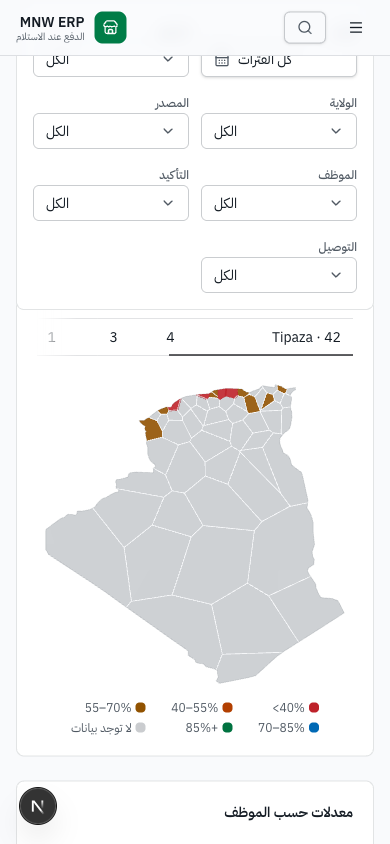 MNW ERP
الدفع عند الاستلام
كل الفترات
الكل
الولاية
المصدر
الكل
الكل
الموظف
التأكيد
الكل
الكل
التوصيل
الكل
42 · Tipaza
4
3
1
<40%
40–55%
55–70%
70–85%
85%+
لا توجد بيانات
معدلات حسب الموظف
N